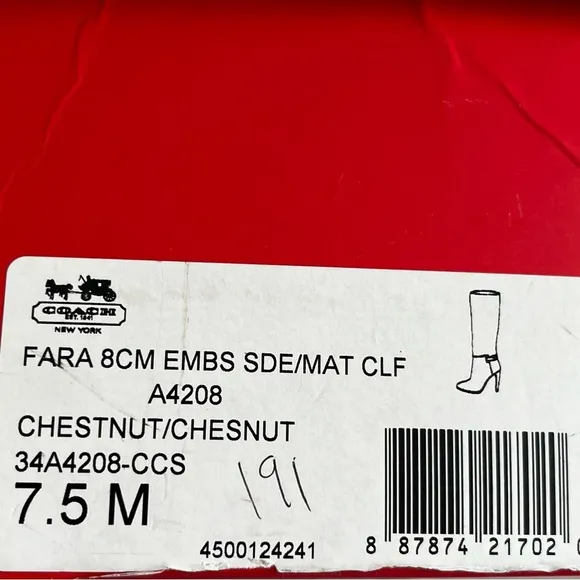 COACH
EST. 1941
NEW YORK
FARA 8CM EMBS SDE/MAT CLF
A4208
CHESTNUT/CHESNUT
34A4208-CCS
191
7.5 M
4500124241
8 87874 21702